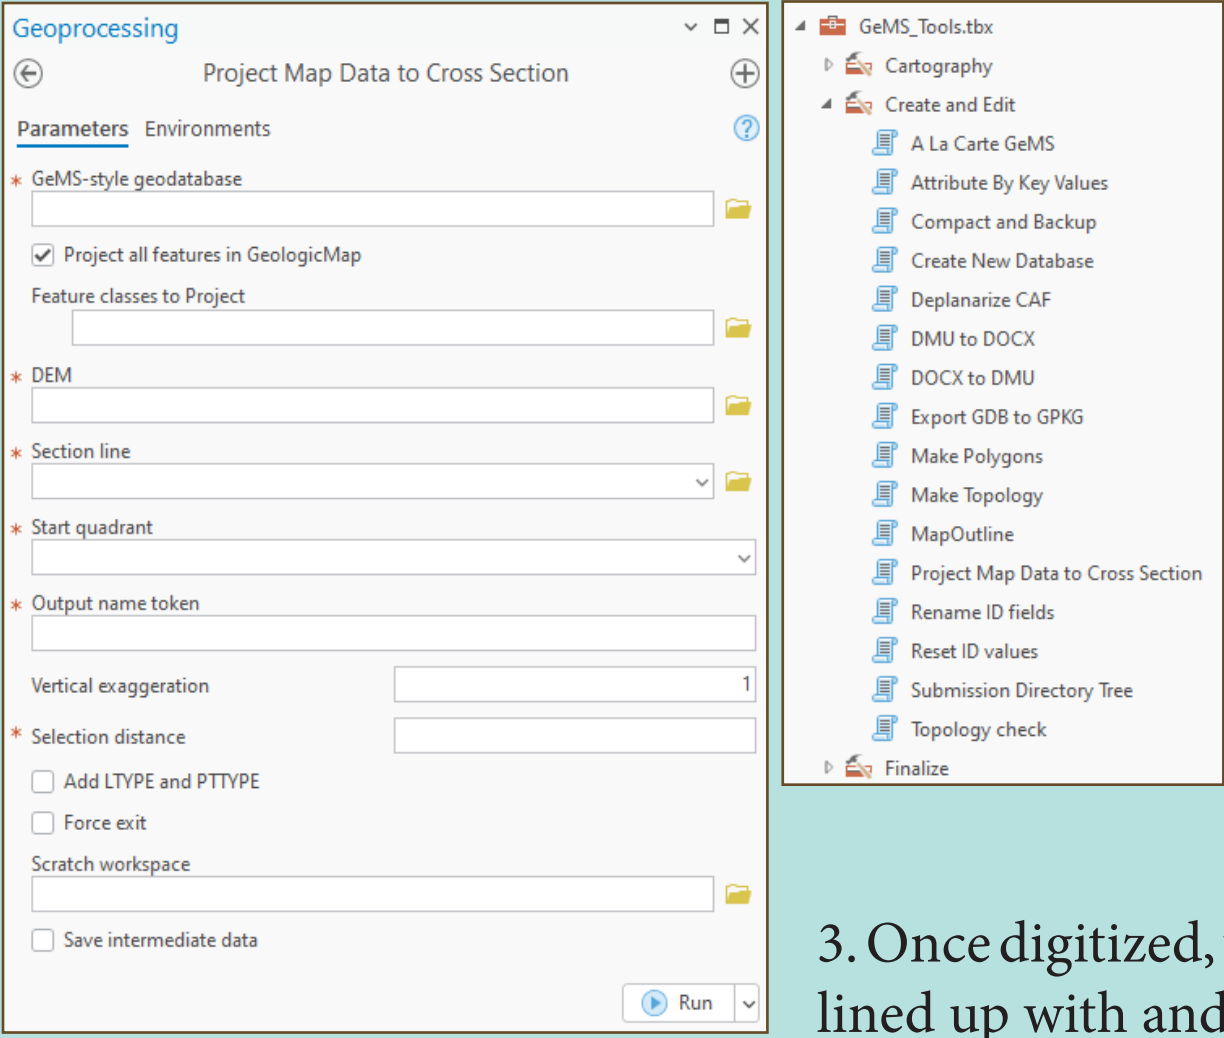 Geoprocessing
Project Map Data to Cross Section
Parameters Environments
* GeMS-style geodatabase
Project all features in GeologicMap
Feature classes to Project
* DEM
* Section line
* Start quadrant
* Output name token
Vertical exaggeration 1
* Selection distance
Add LTYPE and PTTYPE
Force exit
Scratch workspace
Save intermediate data
Run
GeMS_Tools.tbx
Cartography
Create and Edit
A La Carte GeMS
Attribute By Key Values
Compact and Backup
Create New Database
Deplanarize CAF
DMU to DOCX
DOCX to DMU
Export GDB to GPKG
Make Polygons
Make Topology
MapOutline
Project Map Data to Cross Section
Rename ID fields
Reset ID values
Submission Directory Tree
Topology check
Finalize
3. Once digitized,
lined up with and